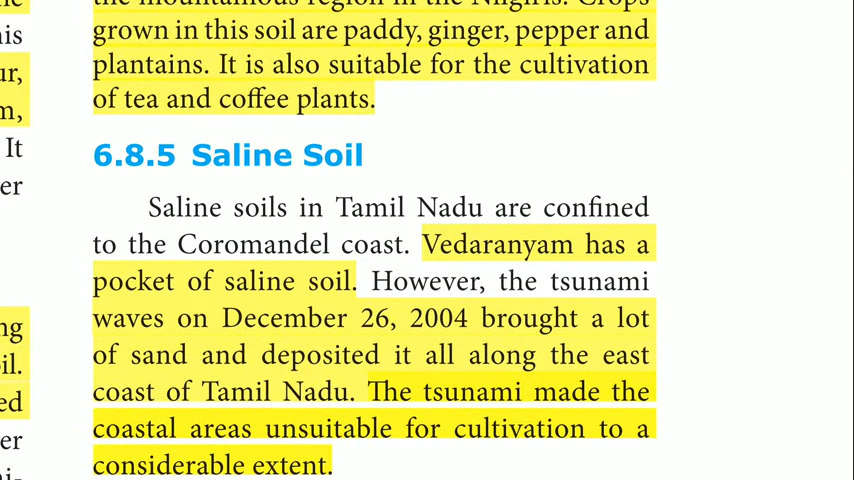 the mountainous region in the Nilgiris. Crops
grown in this soil are paddy, ginger, pepper and
plantains. It is also suitable for the cultivation
of tea and coffee plants.
6.8.5 Saline Soil
Saline soils in Tamil Nadu are confined
to the Coromandel coast. Vedaranyam has a
pocket of saline soil. However, the tsunami
waves on December 26, 2004 brought a lot
of sand and deposited it all along the east
coast of Tamil Nadu. The tsunami made the
coastal areas unsuitable for cultivation to a
considerable extent.
It